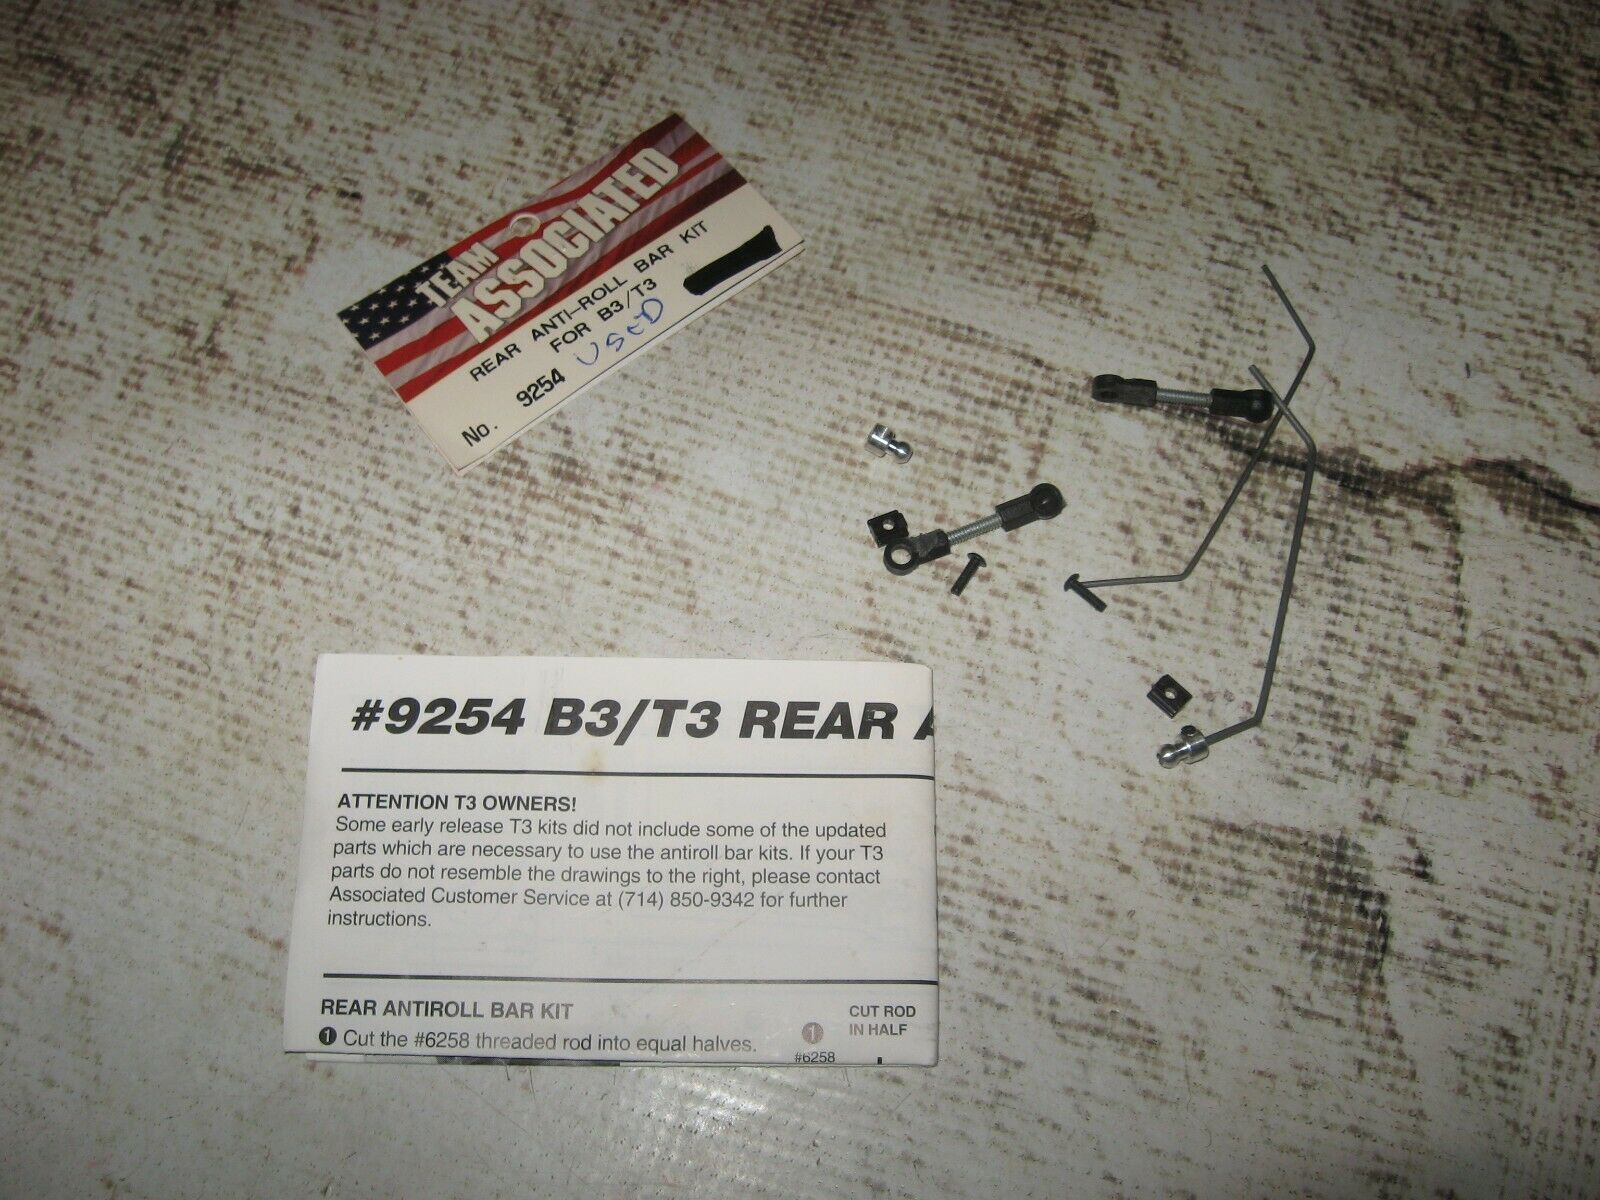 TEAM
ASSOCIATED
REAR ANTI-ROLL BAR KIT
FOR B3/T3
No. 9254 USED
#9254 B3/T3 REAR A
ATTENTION T3 OWNERS!
Some early release T3 kits did not include some of the updated
parts which are necessary to use the antiroll bar kits. If your T3
parts do not resemble the drawings to the right, please contact
Associated Customer Service at (714) 850-9342 for further
instructions.
REAR ANTIROLL BAR KIT
1 Cut the #6258 threaded rod into equal halves.
CUT ROD
IN HALF
1
#6258